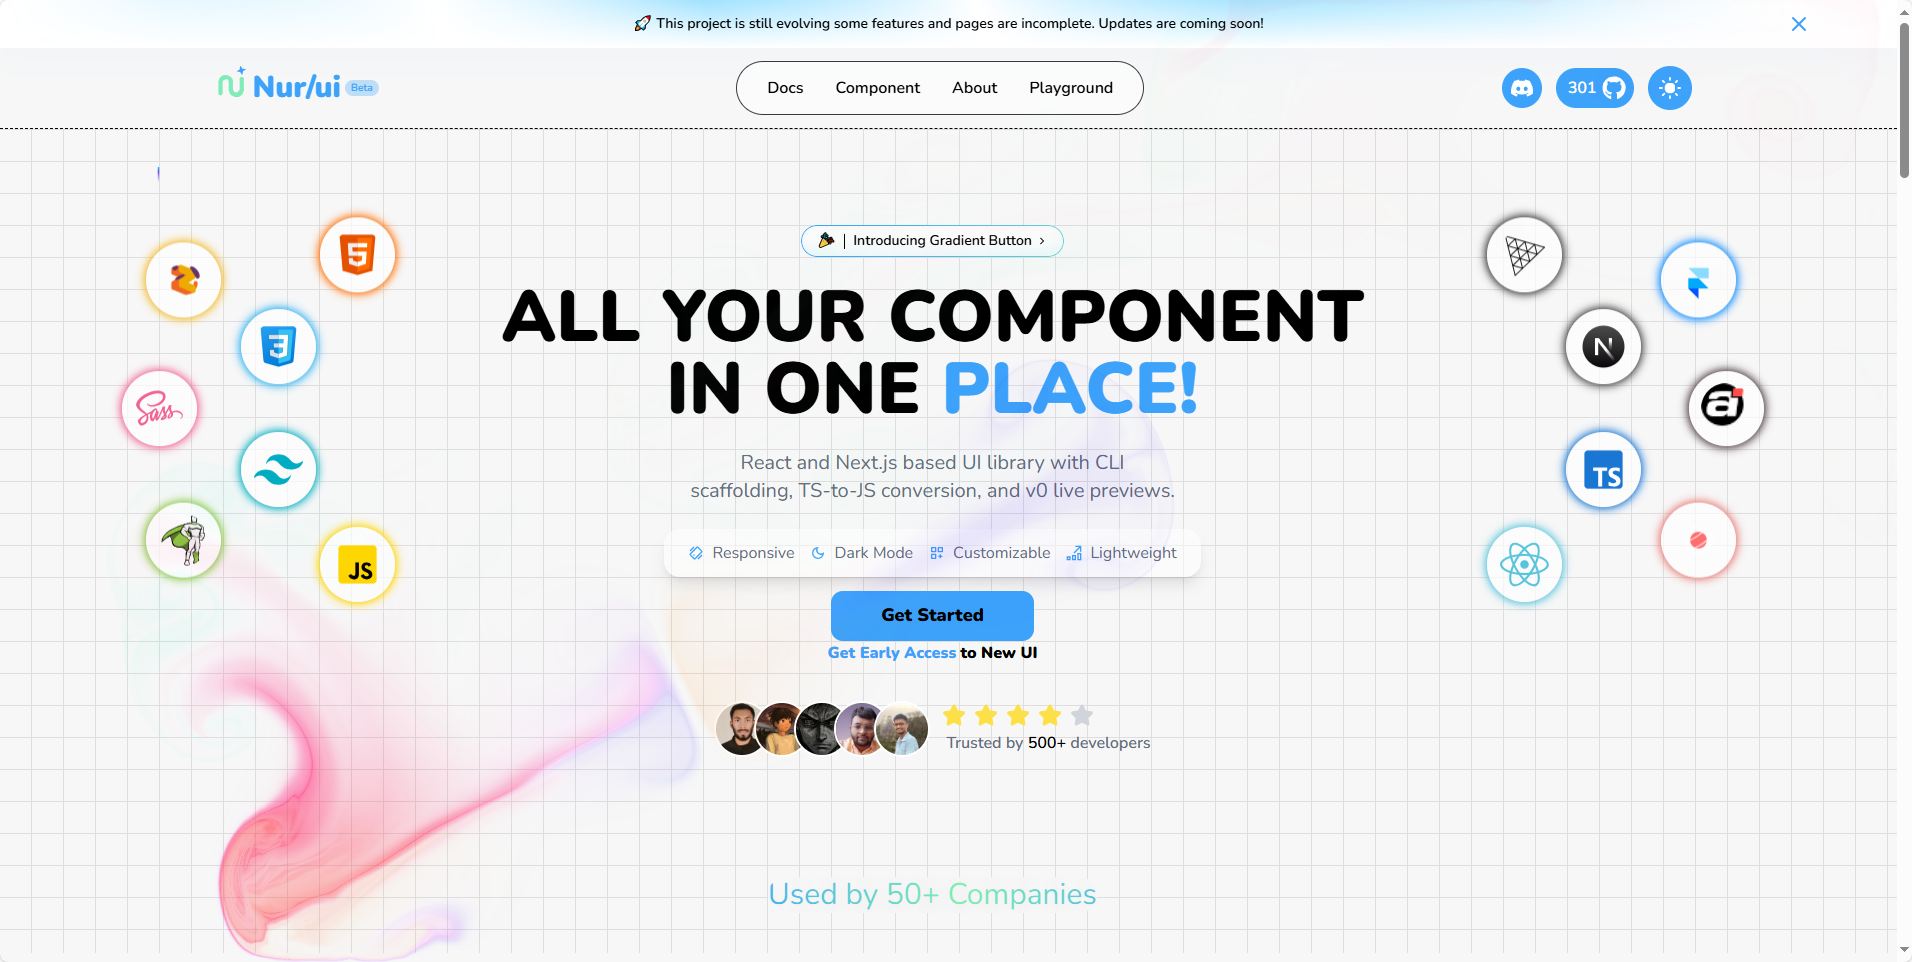 🚀 This project is still evolving some features and pages are incomplete. Updates are coming soon!
Nur/ui Beta
Docs Component About Playground
301
🎉 | Introducing Gradient Button ›
ALL YOUR COMPONENT
IN ONE PLACE!
React and Next.js based UI library with CLI
scaffolding, TS-to-JS conversion, and v0 live previews.
Responsive Dark Mode Customizable Lightweight
Get Started
Get Early Access to New UI
Trusted by 500+ developers
Used by 50+ Companies
5
3
Sass
JS
N
ai
TS